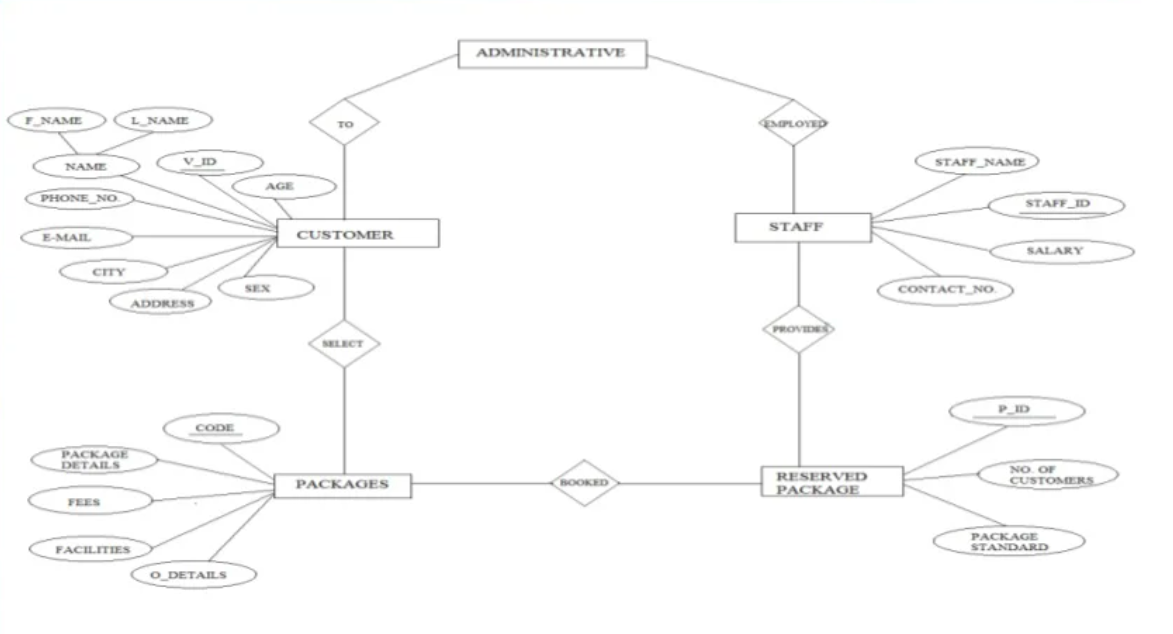 ADMINISTRATIVE
TO
EMPLOYED
F_NAME
L_NAME
NAME
V_ID
AGE
PHONE_NO.
E-MAIL
CITY
ADDRESS
SEX
CUSTOMER
STAFF
STAFF_NAME
STAFF_ID
SALARY
CONTACT_NO.
SELECT
PROVIDES
CODE
PACKAGE
DETAILS
FEES
FACILITIES
O_DETAILS
PACKAGES
BOOKED
RESERVED
PACKAGE
P_ID
NO. OF
CUSTOMERS
PACKAGE
STANDARD